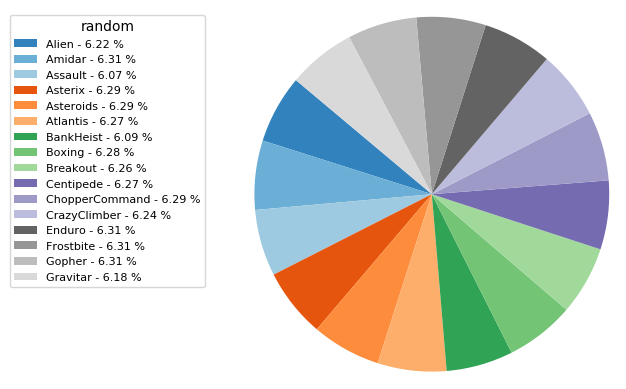 random
Alien - 6.22 %
Amidar - 6.31 %
Assault - 6.07 %
Asterix - 6.29 %
Asteroids - 6.29 %
Atlantis - 6.27 %
BankHeist - 6.09 %
Boxing - 6.28 %
Breakout - 6.26 %
Centipede - 6.27 %
ChopperCommand - 6.29 %
CrazyClimber - 6.24 %
Enduro - 6.31 %
Frostbite - 6.31 %
Gopher - 6.31 %
Gravitar - 6.18 %